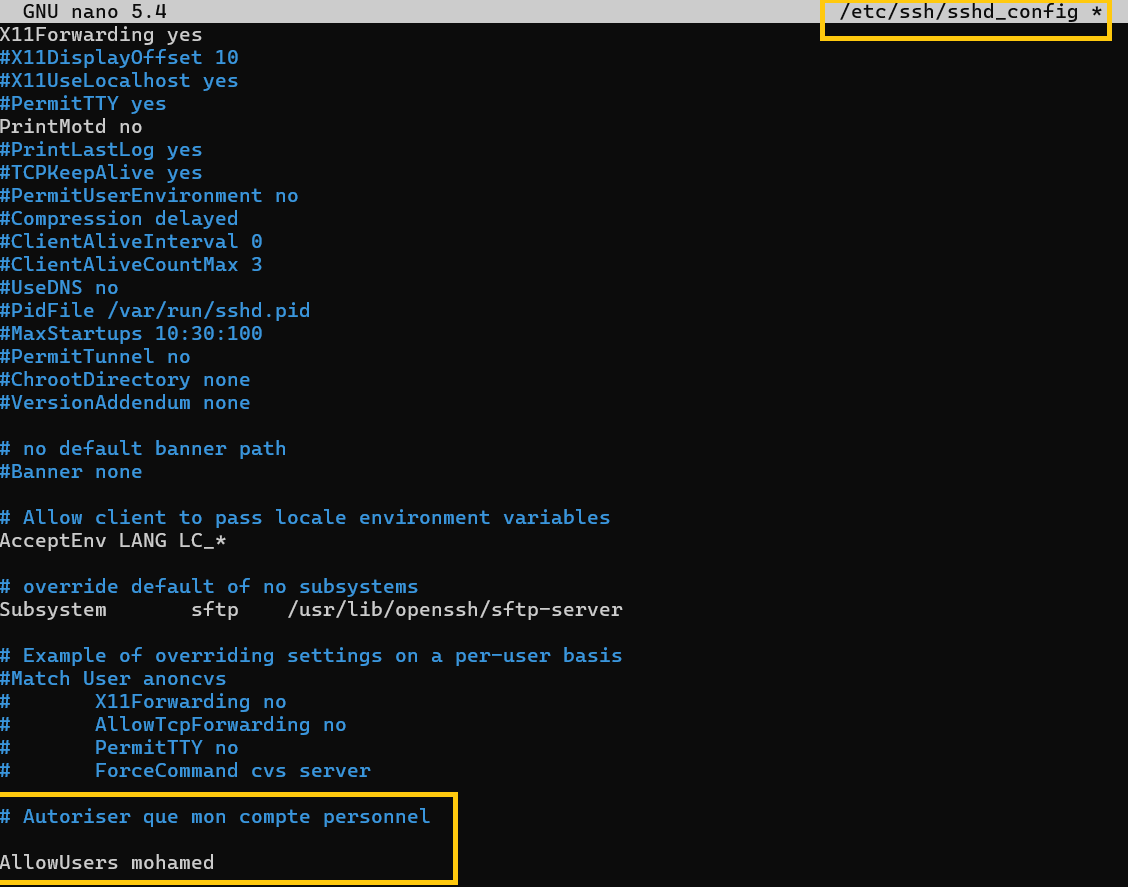 GNU nano 5.4 /etc/ssh/sshd_config *
X11Forwarding yes
#X11DisplayOffset 10
#X11UseLocalhost yes
#PermitTTY yes
PrintMotd no
#PrintLastLog yes
#TCPKeepAlive yes
#PermitUserEnvironment no
#Compression delayed
#ClientAliveInterval 0
#ClientAliveCountMax 3
#UseDNS no
#PidFile /var/run/sshd.pid
#MaxStartups 10:30:100
#PermitTunnel no
#ChrootDirectory none
#VersionAddendum none

# no default banner path
#Banner none

# Allow client to pass locale environment variables
AcceptEnv LANG LC_*

# override default of no subsystems
Subsystem       sftp    /usr/lib/openssh/sftp-server

# Example of overriding settings on a per-user basis
#Match User anoncvs
#       X11Forwarding no
#       AllowTcpForwarding no
#       PermitTTY no
#       ForceCommand cvs server

# Autoriser que mon compte personnel

AllowUsers mohamed